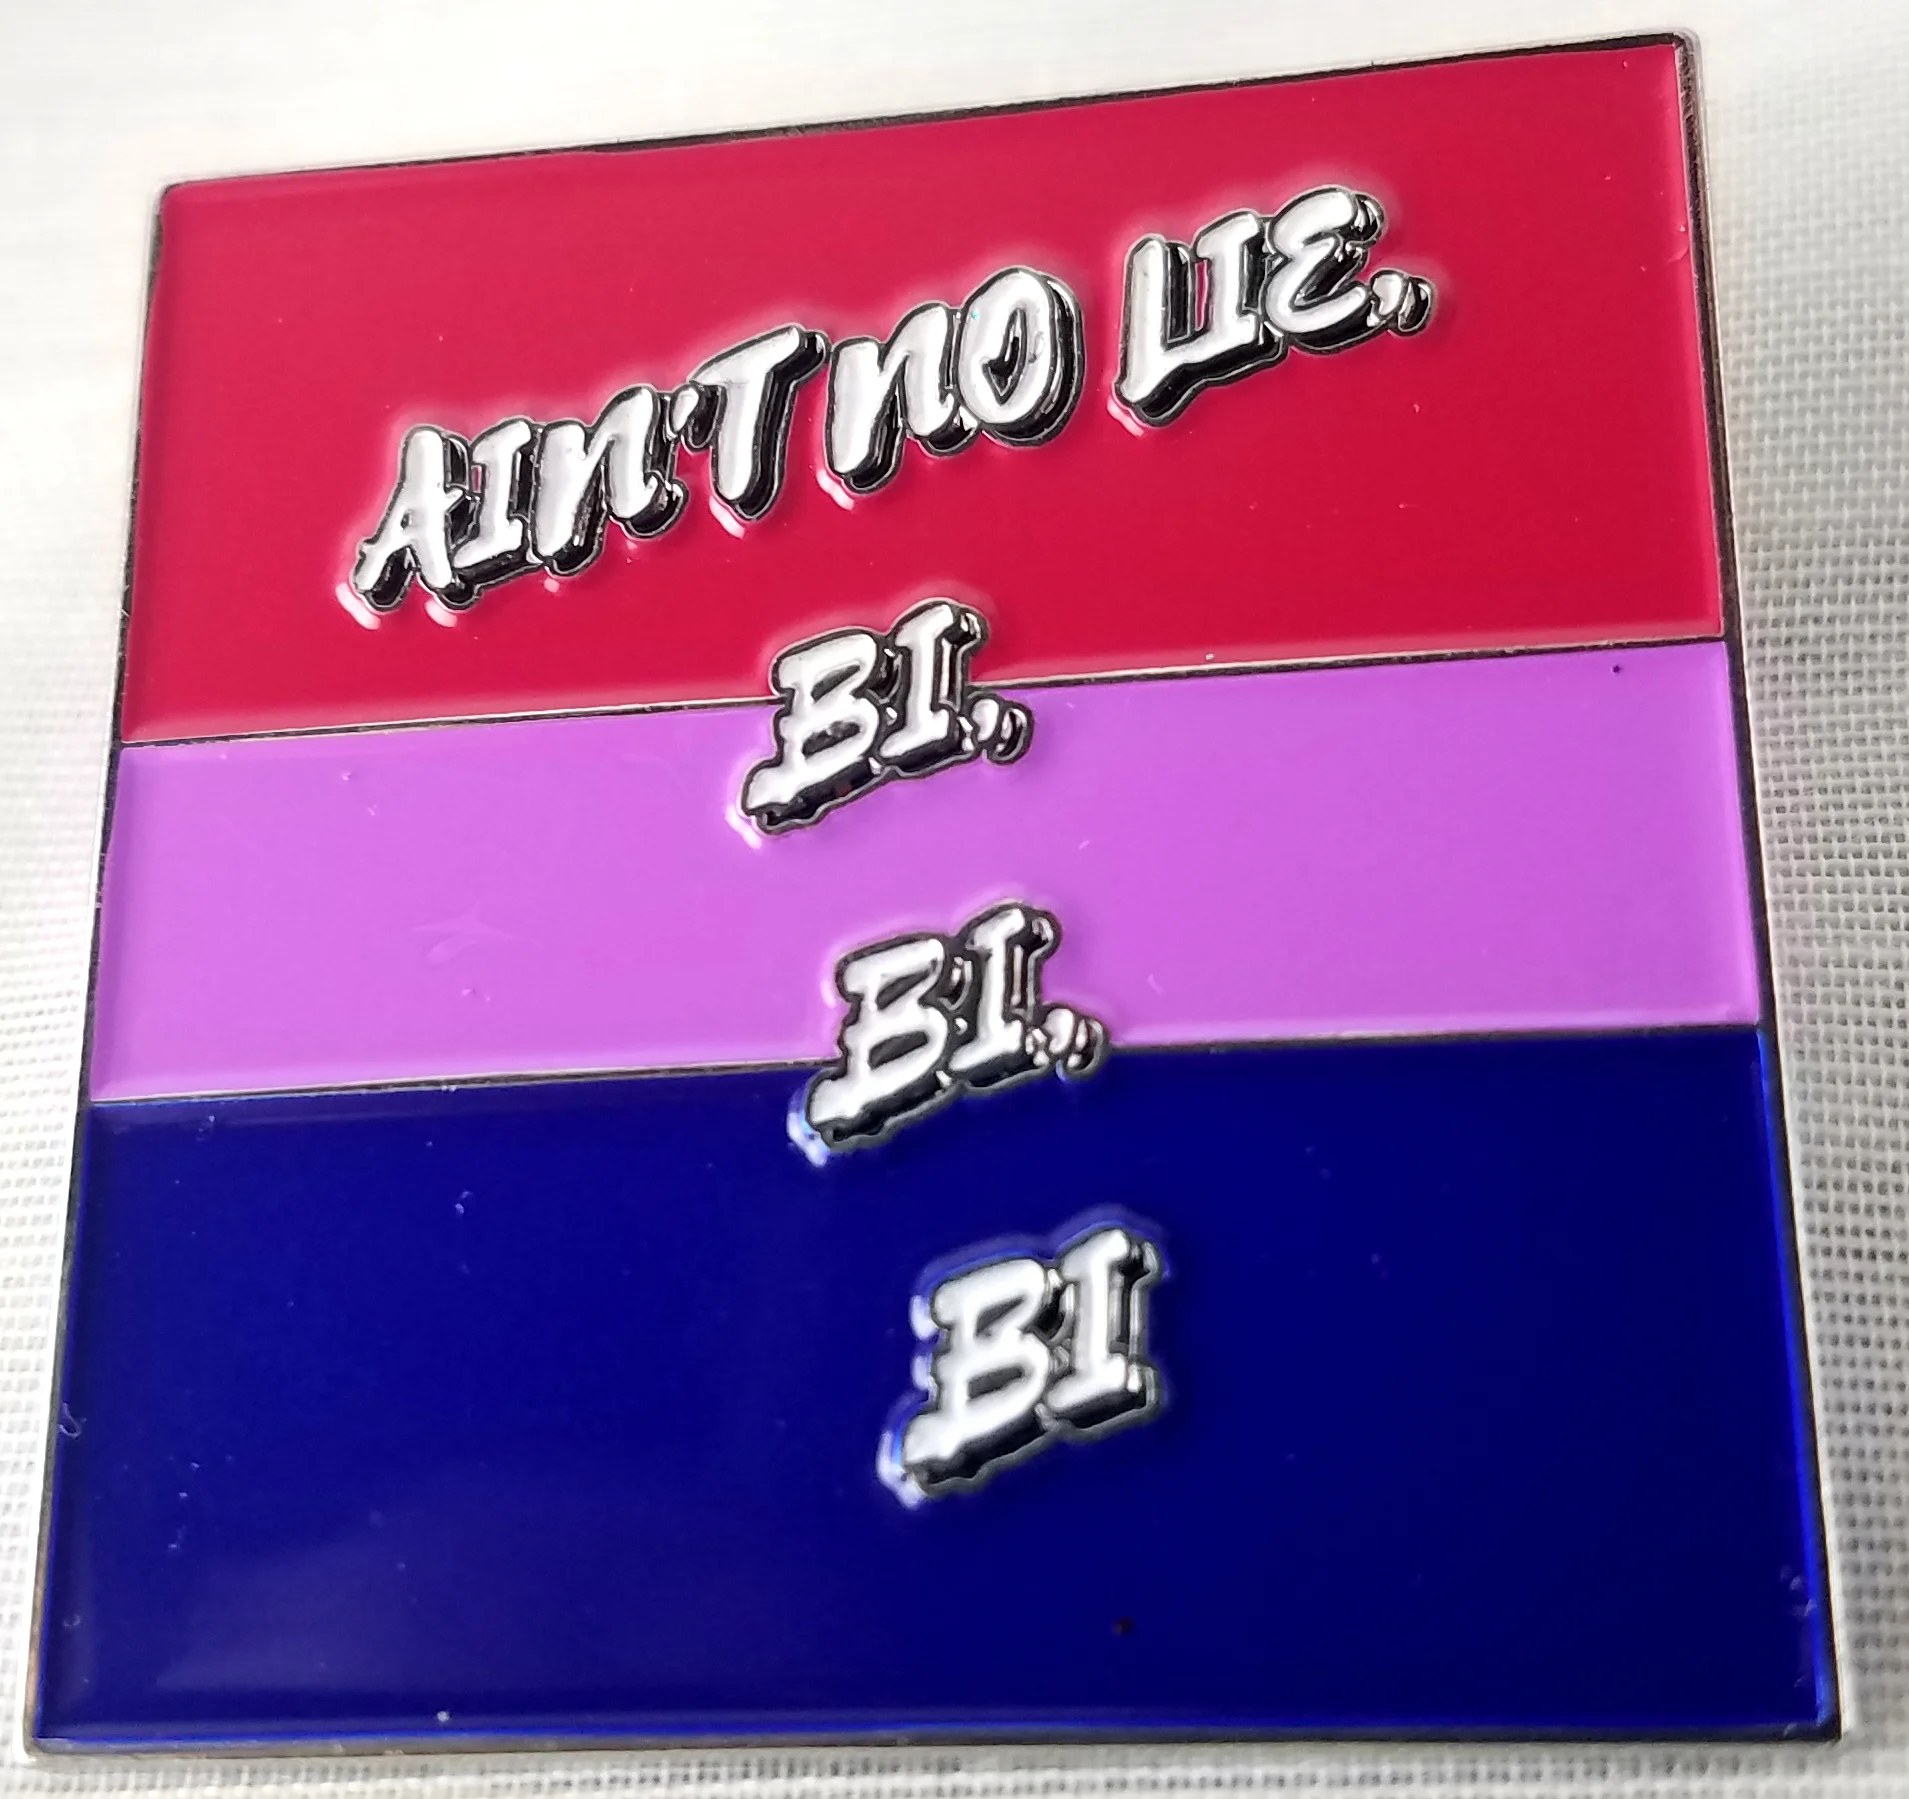 AIN'T NO LIE,
BI,
BI,
BI